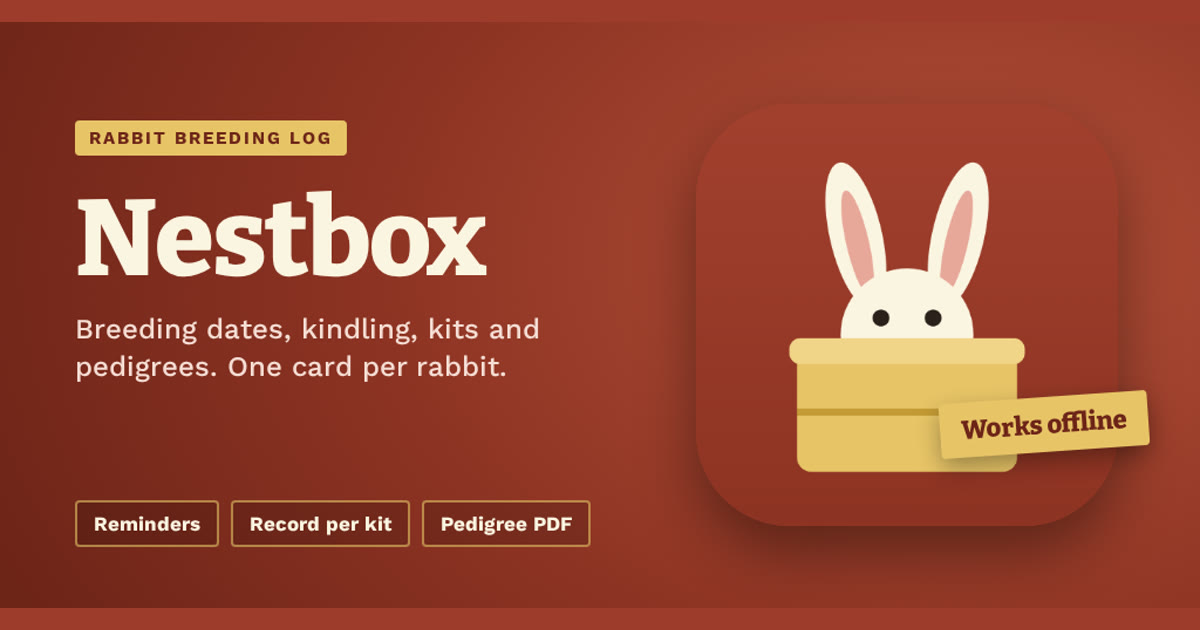 RABBIT BREEDING LOG
Nestbox
Breeding dates, kindling, kits and
pedigrees. One card per rabbit.
Works offline
Reminders
Record per kit
Pedigree PDF